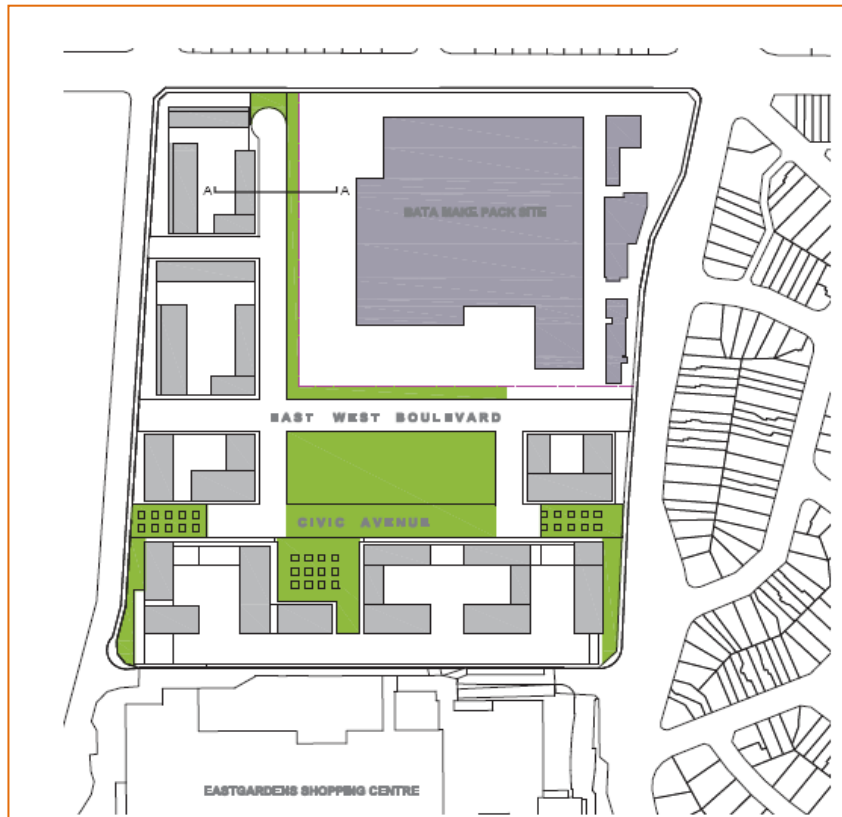 A A
BATA MAKE PACK SITE
EAST WEST BOULEVARD
CIVIC AVENUE
EASTGARDENS SHOPPING CENTRE